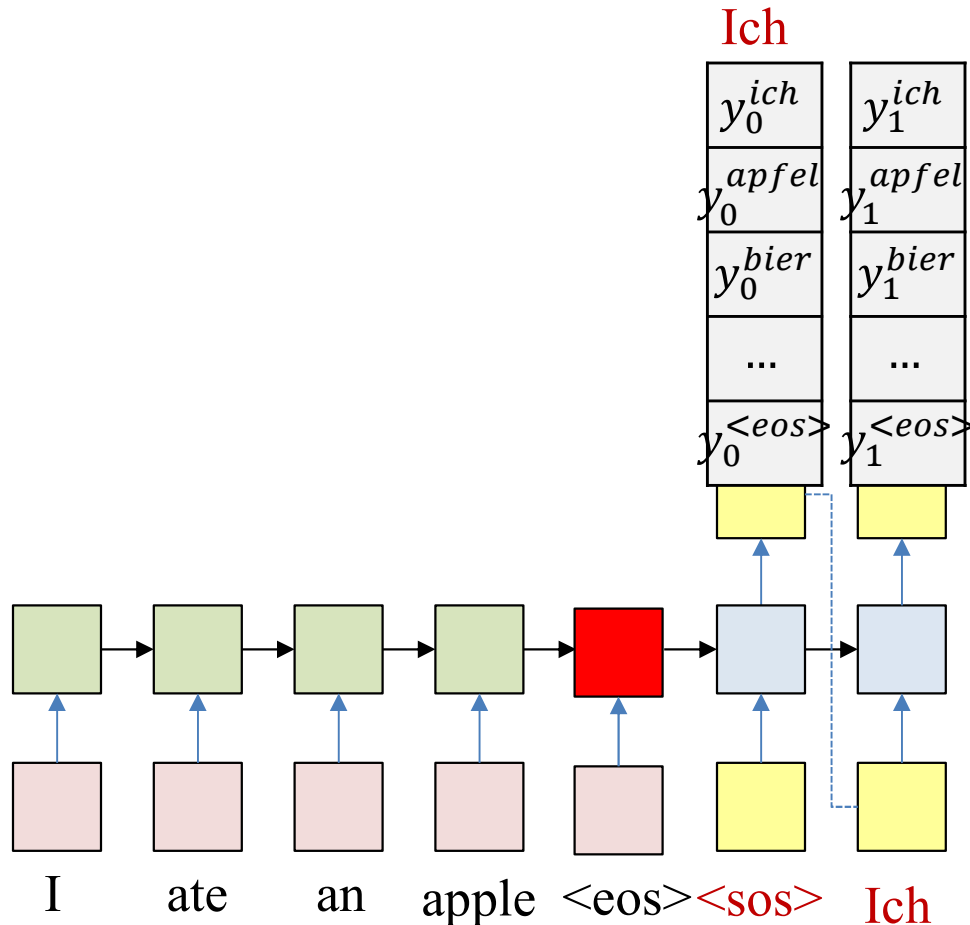 Ich
y_0^{ich} y_1^{ich}
y_0^{apfel} y_1^{apfel}
y_0^{bier} y_1^{bier}
... ...
y_0^{<eos>} y_1^{<eos>}
I ate an apple <eos> <sos> Ich